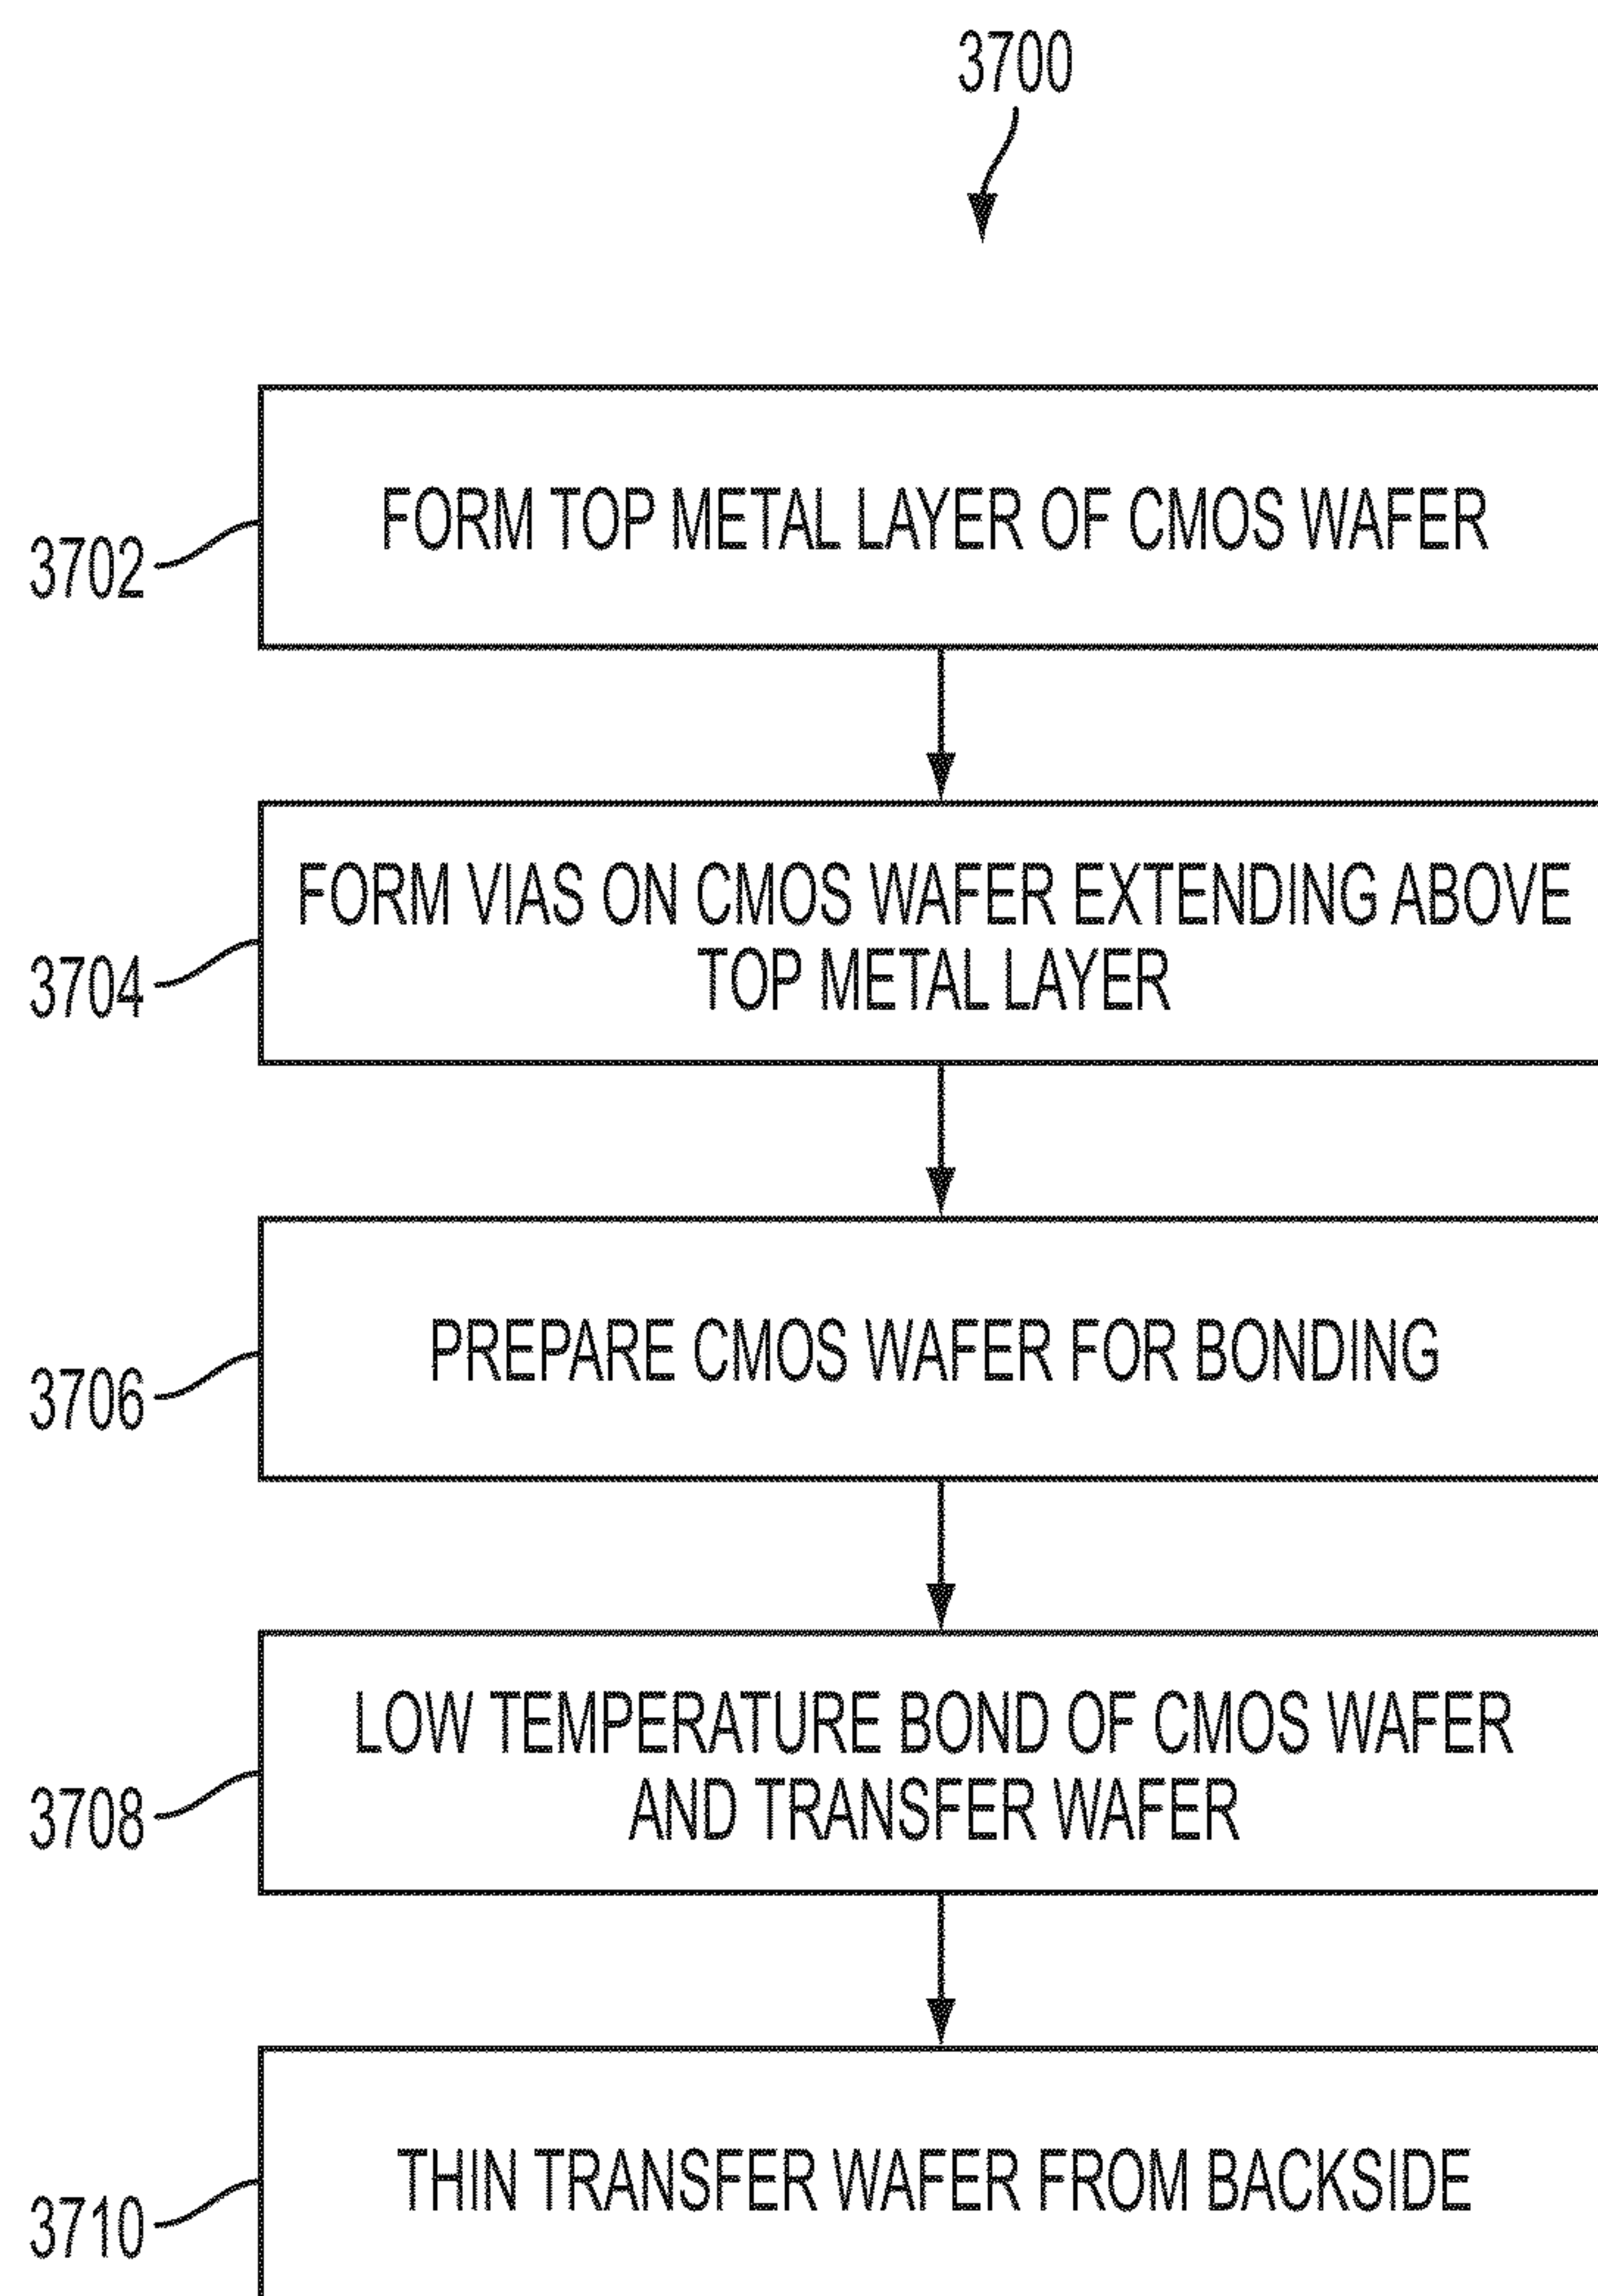 3700
3702
FORM TOP METAL LAYER OF CMOS WAFER
3704
FORM VIAS ON CMOS WAFER EXTENDING ABOVE
TOP METAL LAYER
3706
PREPARE CMOS WAFER FOR BONDING
3708
LOW TEMPERATURE BOND OF CMOS WAFER
AND TRANSFER WAFER
3710
THIN TRANSFER WAFER FROM BACKSIDE